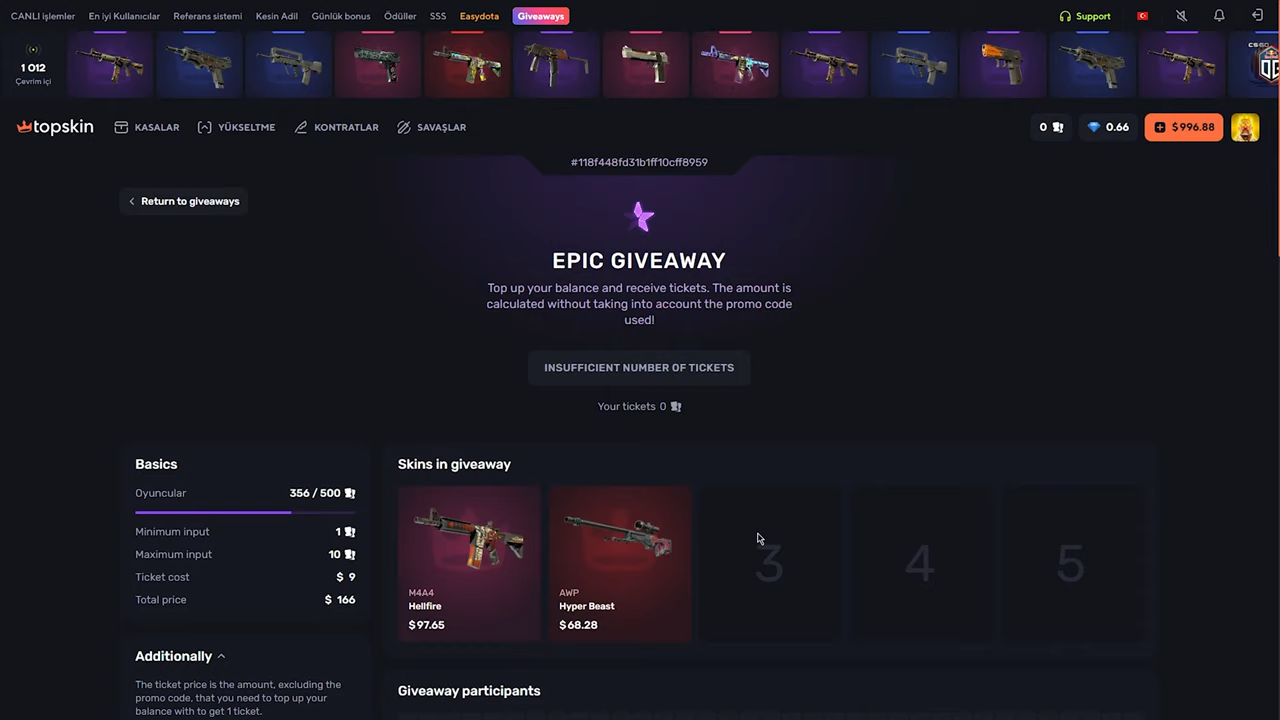 CANLI işlemler En iyi Kullanıcılar Referans sistemi Kesin Adil Günlük bonus Ödüller SSS Easydota Giveaways Support
1 012
Çevrim içi
CS:GO
OG
topskin KASALAR YÜKSELTME KONTRATLAR SAVAŞLAR 0 0.66 $996.88
#118f448fd31b1ff10cff8959
Return to giveaways
EPIC GIVEAWAY
Top up your balance and receive tickets. The amount is
calculated without taking into account the promo code
used!
INSUFFICIENT NUMBER OF TICKETS
Your tickets 0
Basics
Oyuncular 356 / 500
Minimum input 1
Maximum input 10
Ticket cost $ 9
Total price $ 166
Additionally
The ticket price is the amount, excluding the
promo code, that you need to top up your
balance with to get 1 ticket.
Skins in giveaway
M4A4
Hellfire
$97.65
AWP
Hyper Beast
$68.28
3 4 5
Giveaway participants